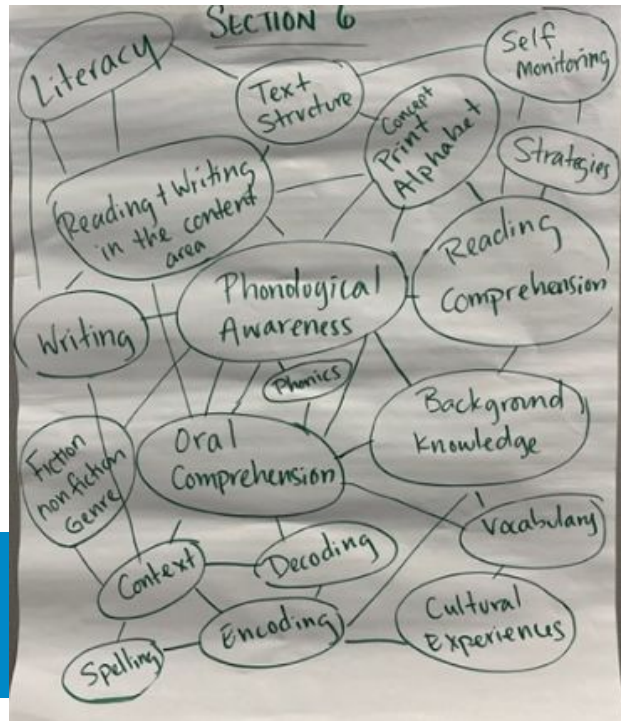 SECTION 6
Literacy
Text
Structure
Self
Monitoring
Concept
Print
Alphabet
Strategies
Reading + Writing
in the content
area
Reading
Comprehension
Phonological
Awareness
Writing
Phonics
Background
Knowledge
Fiction
nonfiction
Genre
Oral
Comprehension
Vocabulary
Context
Decoding
Cultural
Experiences
Encoding
Spelling